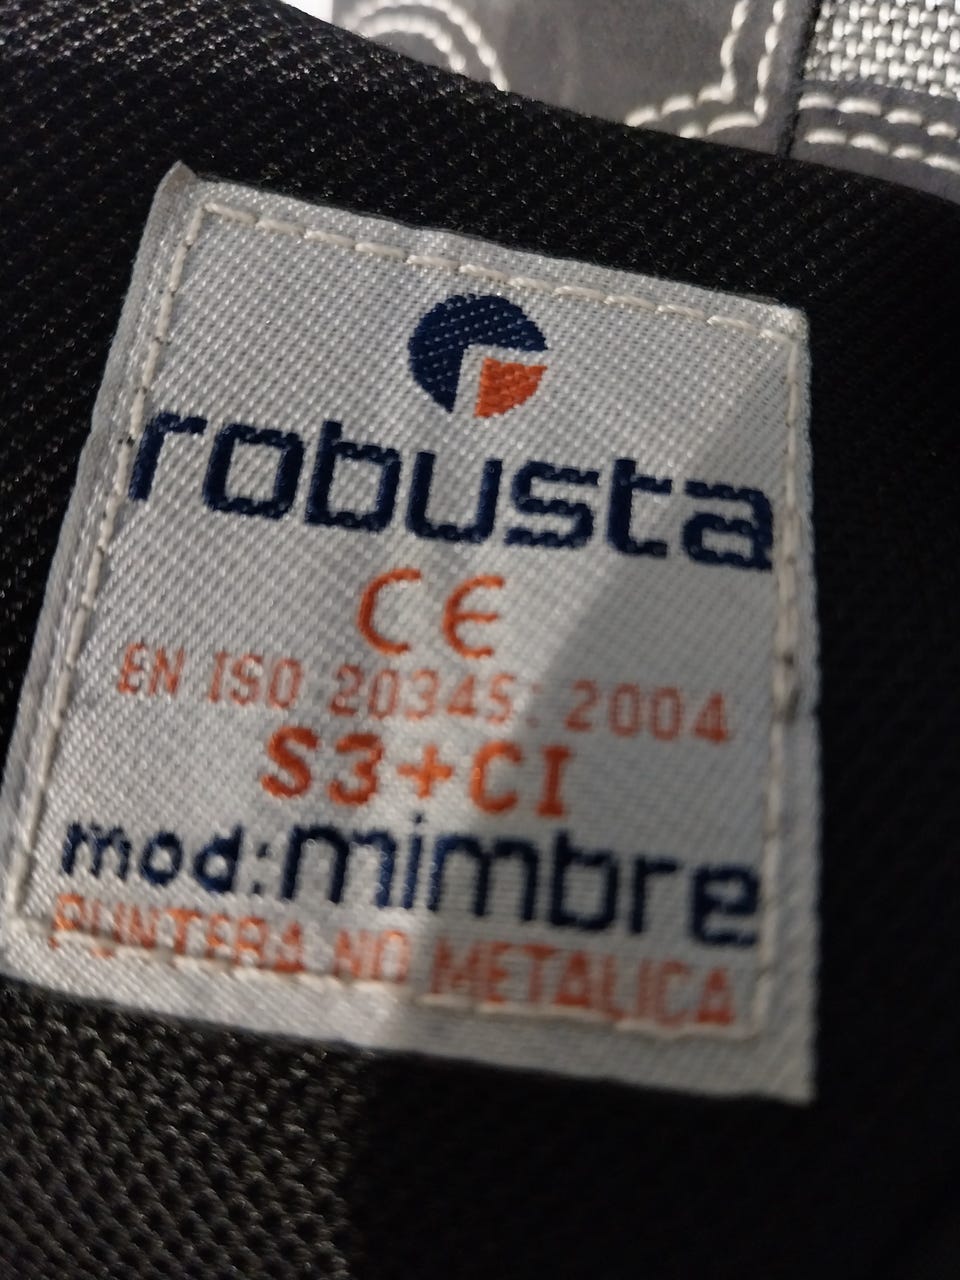 robusta
CE
EN ISO 20345: 2004
S3+CI
mod: mimbre
PUNTERA NO METALICA